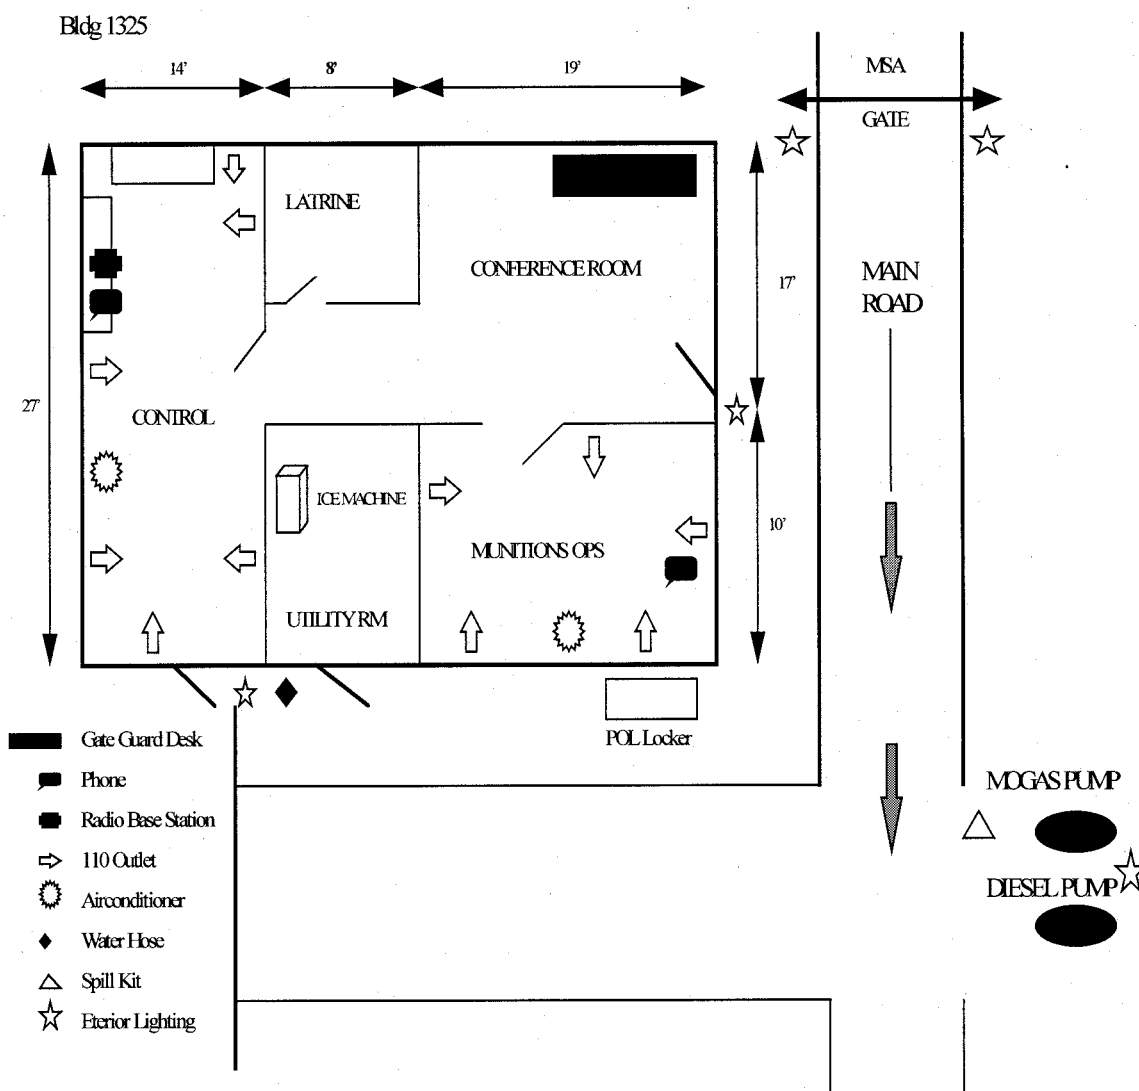 Bldg 1325
14'
8'
19'
MSA
GATE
LATRINE
CONFERENCE ROOM
MAIN
ROAD
17'
27'
CONTROL
ICE MACHINE
10'
MUNITIONS OPS
UTILITY RM
POL Locker
Gate Guard Desk
Phone
Radio Base Station
110 Outlet
Airconditioner
Water Hose
Spill Kit
Eterior Lighting
MOGAS PUMP
DIESEL PUMP